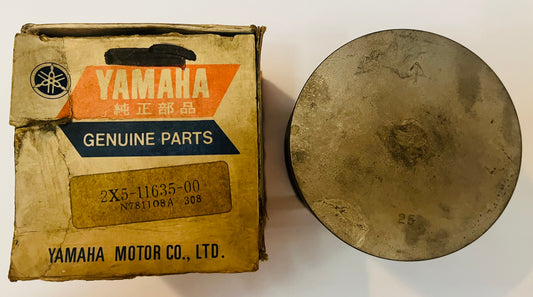 YAMAHA
純正部品
GENUINE PARTS
2X5-11635-00
N781108A 308
YAMAHA MOTOR CO., LTD.
25